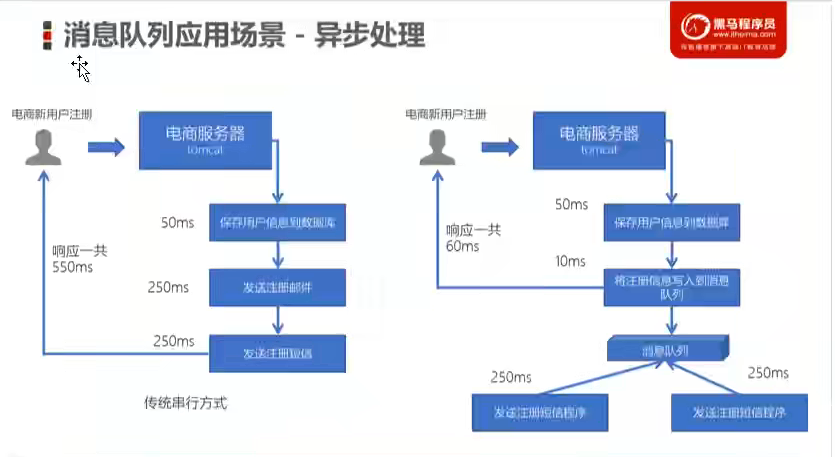 消息队列应用场景 - 异步处理
黑马程序员
www.itheima.com
电商新用户注册
电商服务器
tomcat
50ms
保存用户信息到数据库
响应一共
550ms
250ms
发送注册邮件
250ms
发送注册短信
传统串行方式
电商新用户注册
电商服务器
tomcat
50ms
保存用户信息到数据库
响应一共
60ms
10ms
将注册信息写入到消息
队列
消息队列
250ms
250ms
发送注册短信程序
发送注册短信程序